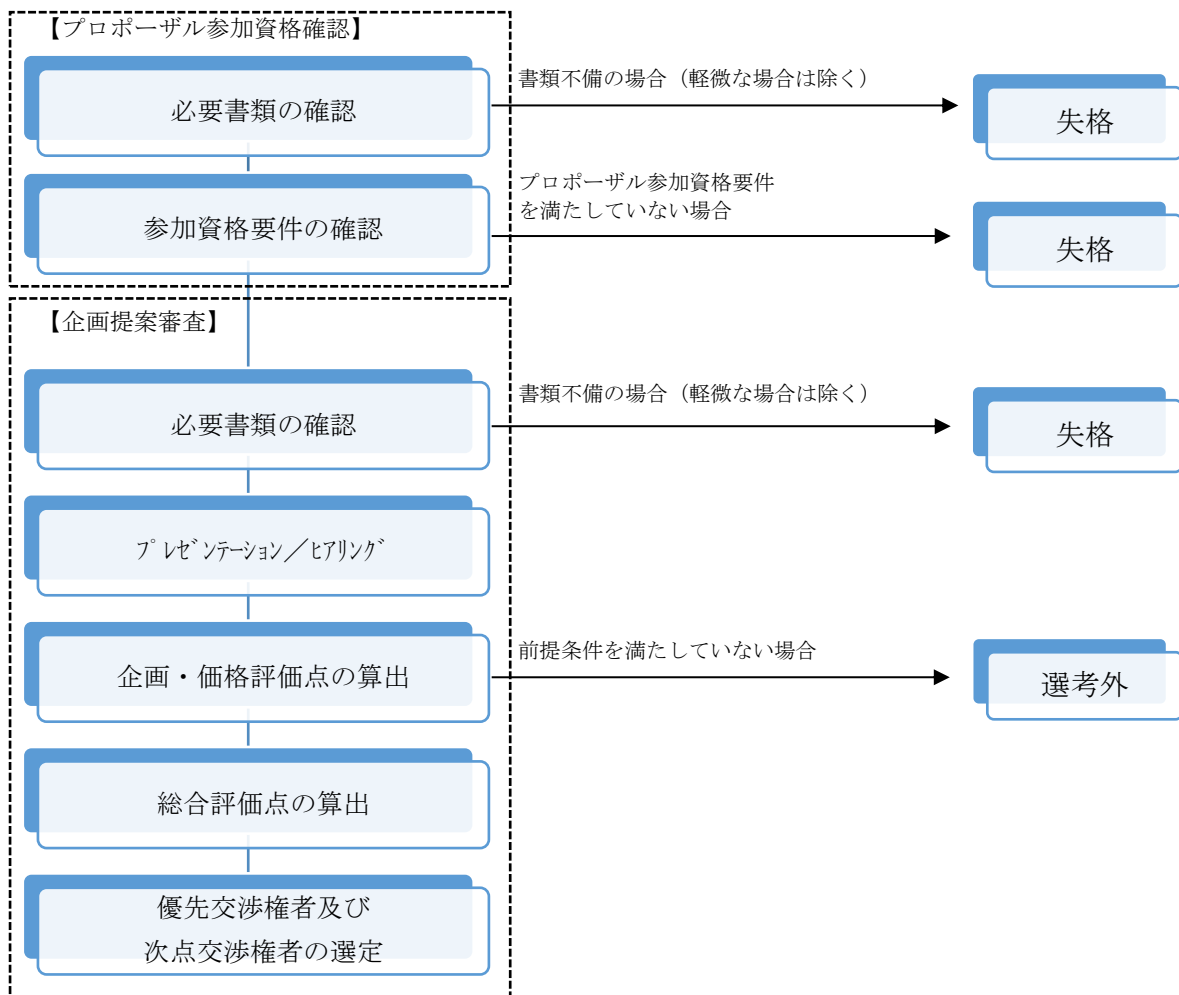 【プロポーザル参加資格確認】
必要書類の確認
書類不備の場合（軽微な場合は除く）
失格
参加資格要件の確認
プロポーザル参加資格要件
を満たしていない場合
失格
【企画提案審査】
必要書類の確認
書類不備の場合（軽微な場合は除く）
失格
ﾌﾟﾚｾﾞﾝﾃｰｼｮﾝ／ﾋｱﾘﾝｸﾞ
企画・価格評価点の算出
前提条件を満たしていない場合
選考外
総合評価点の算出
優先交渉権者及び
次点交渉権者の選定